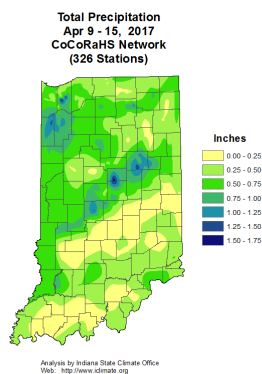 Total Precipitation
Apr 9 - 15, 2017
CoCoRaHS Network
(326 Stations)
Inches
0.00 - 0.25
0.25 - 0.50
0.50 - 0.75
0.75 - 1.00
1.00 - 1.25
1.25 - 1.50
1.50 - 1.75
Analysis by Indiana State Climate Office
Web: http://www.iclimate.org